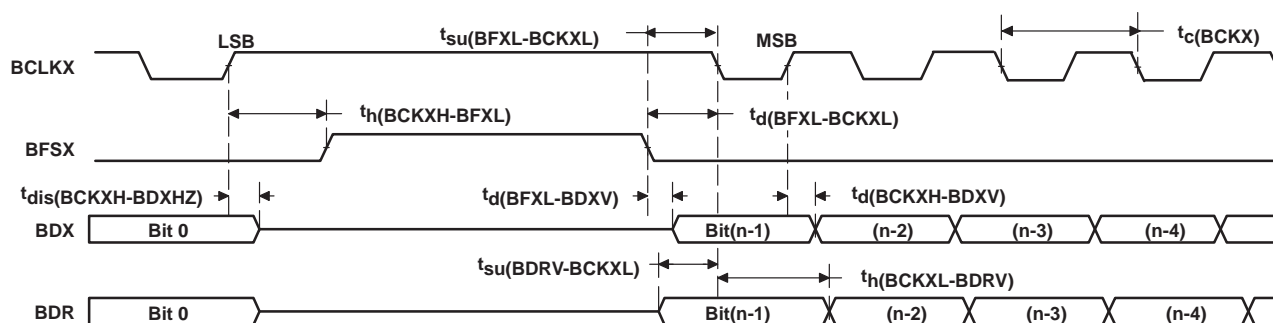 LSB tsu(BFXL-BCKXL) MSB tc(BCKX)
BCLKX
th(BCKXH-BFXL) td(BFXL-BCKXL)
BFSX
tdis(BCKXH-BDXHZ) td(BFXL-BDXV) td(BCKXH-BDXV)
BDX Bit 0 Bit(n-1) (n-2) (n-3) (n-4)
tsu(BDRV-BCKXL) th(BCKXL-BDRV)
BDR Bit 0 Bit(n-1) (n-2) (n-3) (n-4)